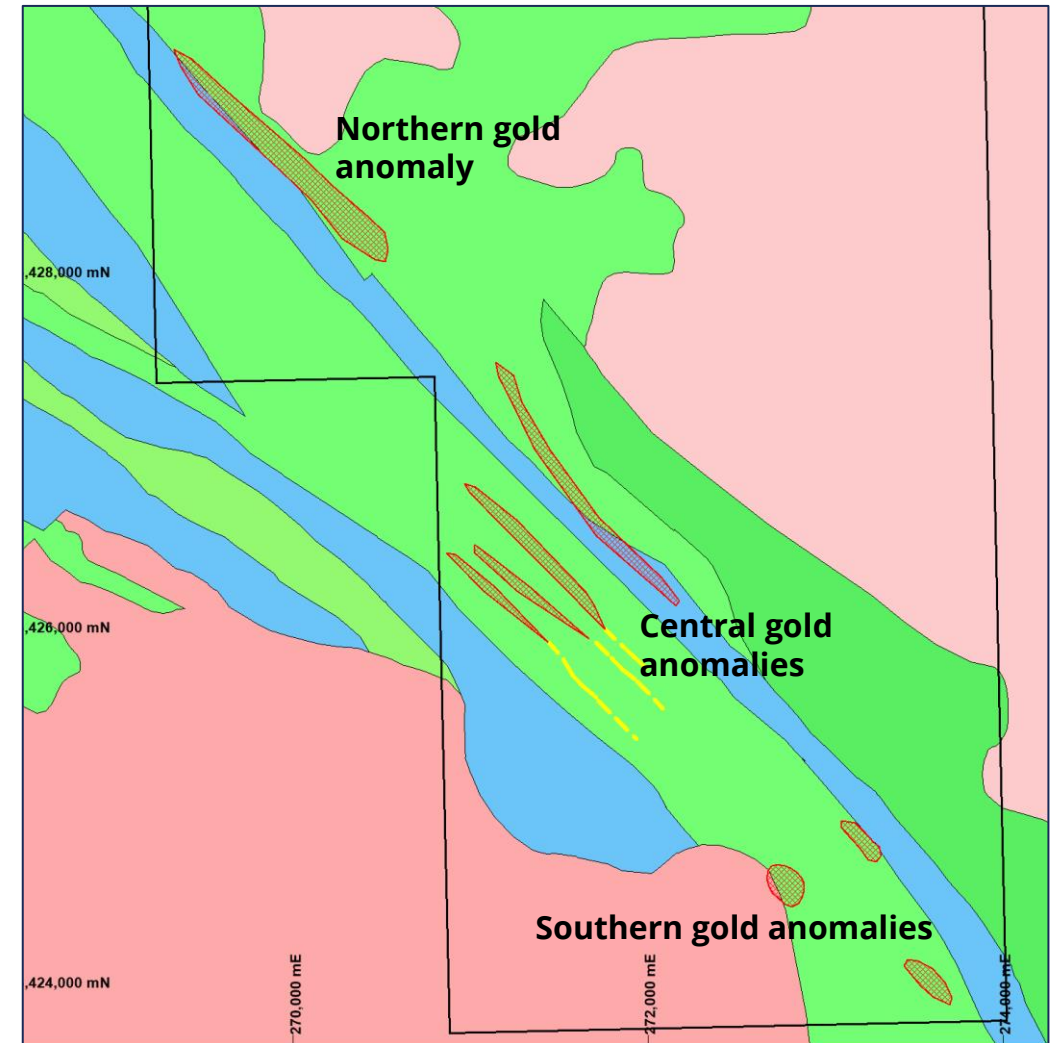 Northern gold
anomaly
,428,000 mN
,426,000 mN
Central gold
anomalies
Southern gold anomalies
,424,000 mN
270,000 mE
272,000 mE
274,000 mE